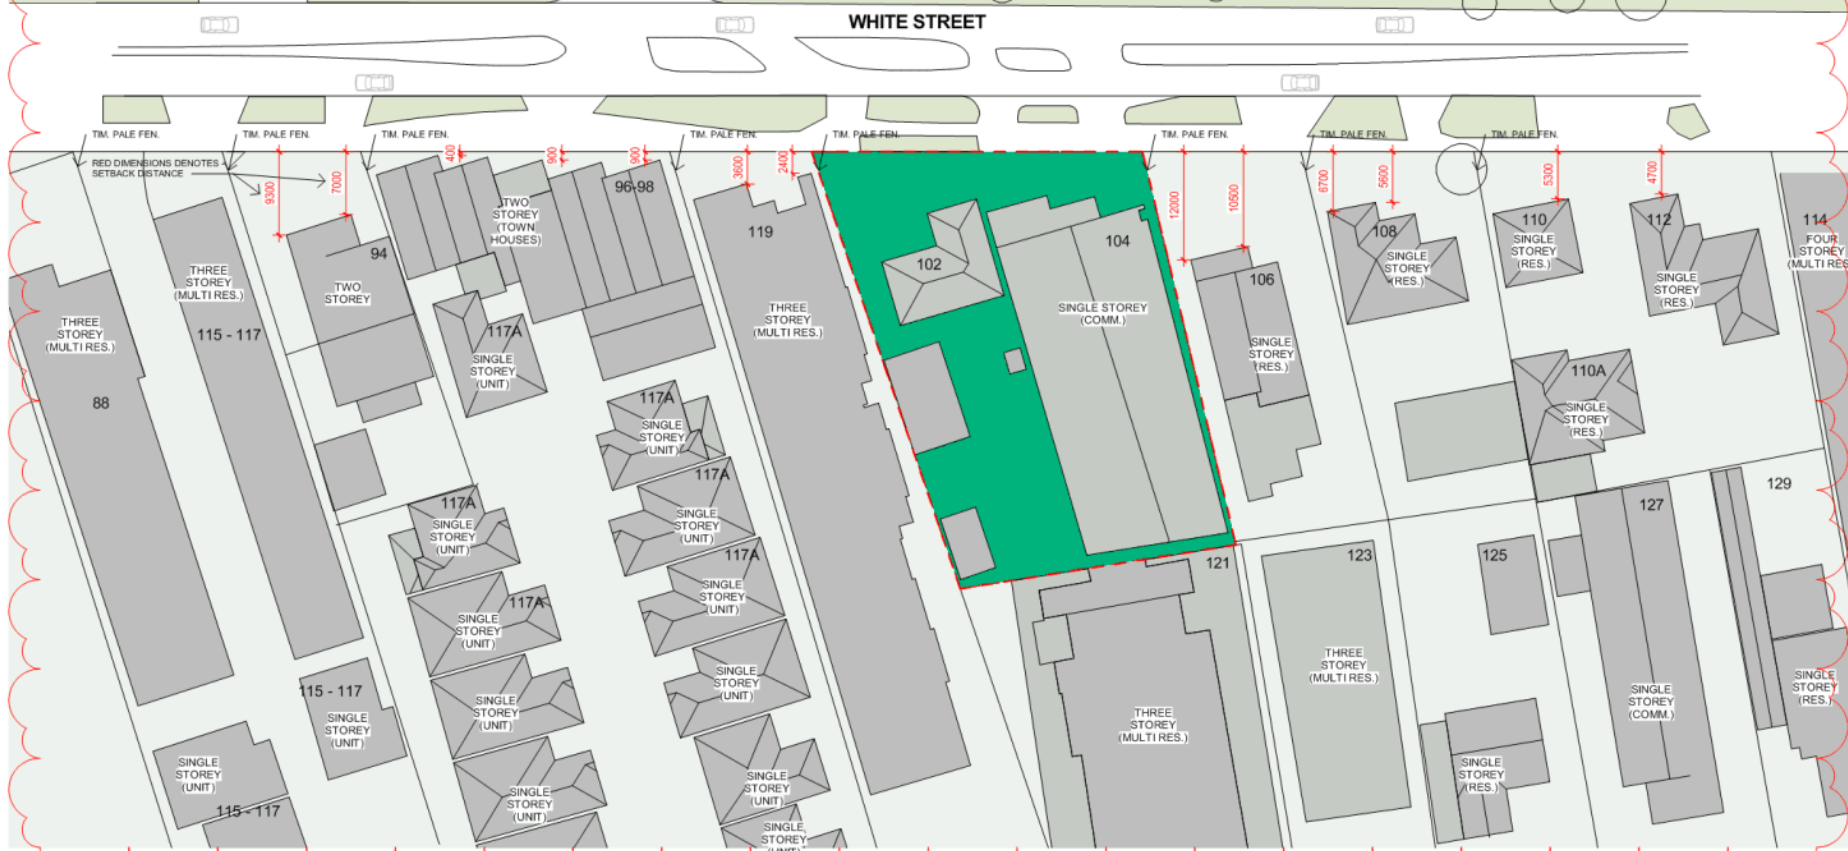 WHITE STREET
TIM. PALE FEN.
TIM. PALE FEN.
TIM. PALE FEN.
TIM. PALE FEN.
TIM. PALE FEN.
TIM. PALE FEN.
TIM. PALE FEN.
TIM. PALE FEN.
RED DIMENSIONS DENOTES
SETBACK DISTANCE
9300
7000
400
900
900
3600
2400
12000
10500
6700
5600
5300
4700
THREE
STOREY
(MULTI RES.)
88
THREE
STOREY
(MULTI RES.)
115 - 117
94
TWO
STOREY
96-98
TWO
STOREY
(TOWN
HOUSES)
119
THREE
STOREY
(MULTI RES.)
102
104
SINGLE STOREY
(COMM.)
106
SINGLE
STOREY
(RES.)
108
SINGLE
STOREY
(RES.)
110
SINGLE
STOREY
(RES.)
112
SINGLE
STOREY
(RES.)
114
FOUR
STOREY
(MULTI RES
110A
SINGLE
STOREY
(RES.)
117A
SINGLE
STOREY
(UNIT)
117A
SINGLE
STOREY
(UNIT)
117A
SINGLE
STOREY
(UNIT)
117A
SINGLE
STOREY
(UNIT)
117A
SINGLE
STOREY
(UNIT)
117A
SINGLE
STOREY
(UNIT)
SINGLE
STOREY
(UNIT)
SINGLE
STOREY
(UNIT)
SINGLE
STOREY
(UNIT)
SINGLE
STOREY
(UNIT)
SINGLE
STOREY
(UNIT)
115 - 117
SINGLE
STOREY
(UNIT)
SINGLE
STOREY
(UNIT)
115 - 117
121
THREE
STOREY
(MULTI RES.)
123
THREE
STOREY
(MULTI RES.)
125
SINGLE
STOREY
(RES.)
127
SINGLE
STOREY
(COMM.)
129
SINGLE
STOREY
(RES.)